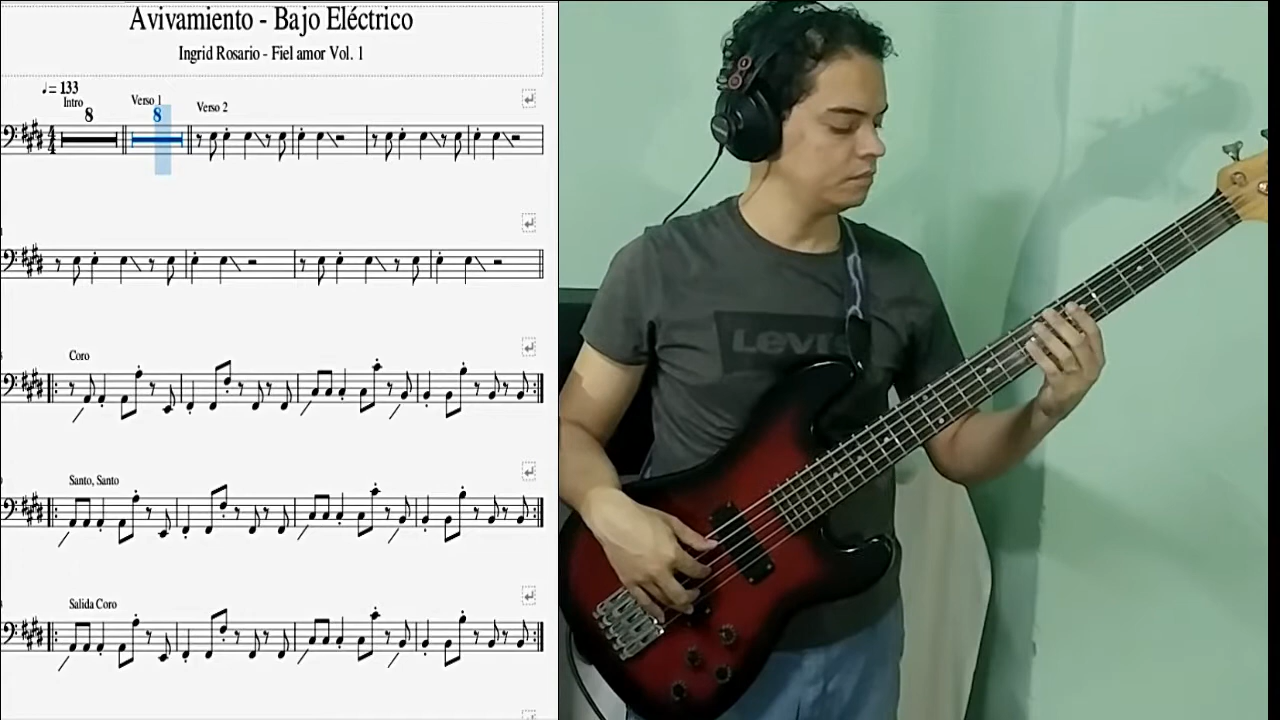 Avivamiento - Bajo Eléctrico
Ingrid Rosario - Fiel amor Vol. 1
♩= 133
Intro
Verso 1
Verso 2
8
8
Coro
Santo, Santo
Salida Coro
Levi's